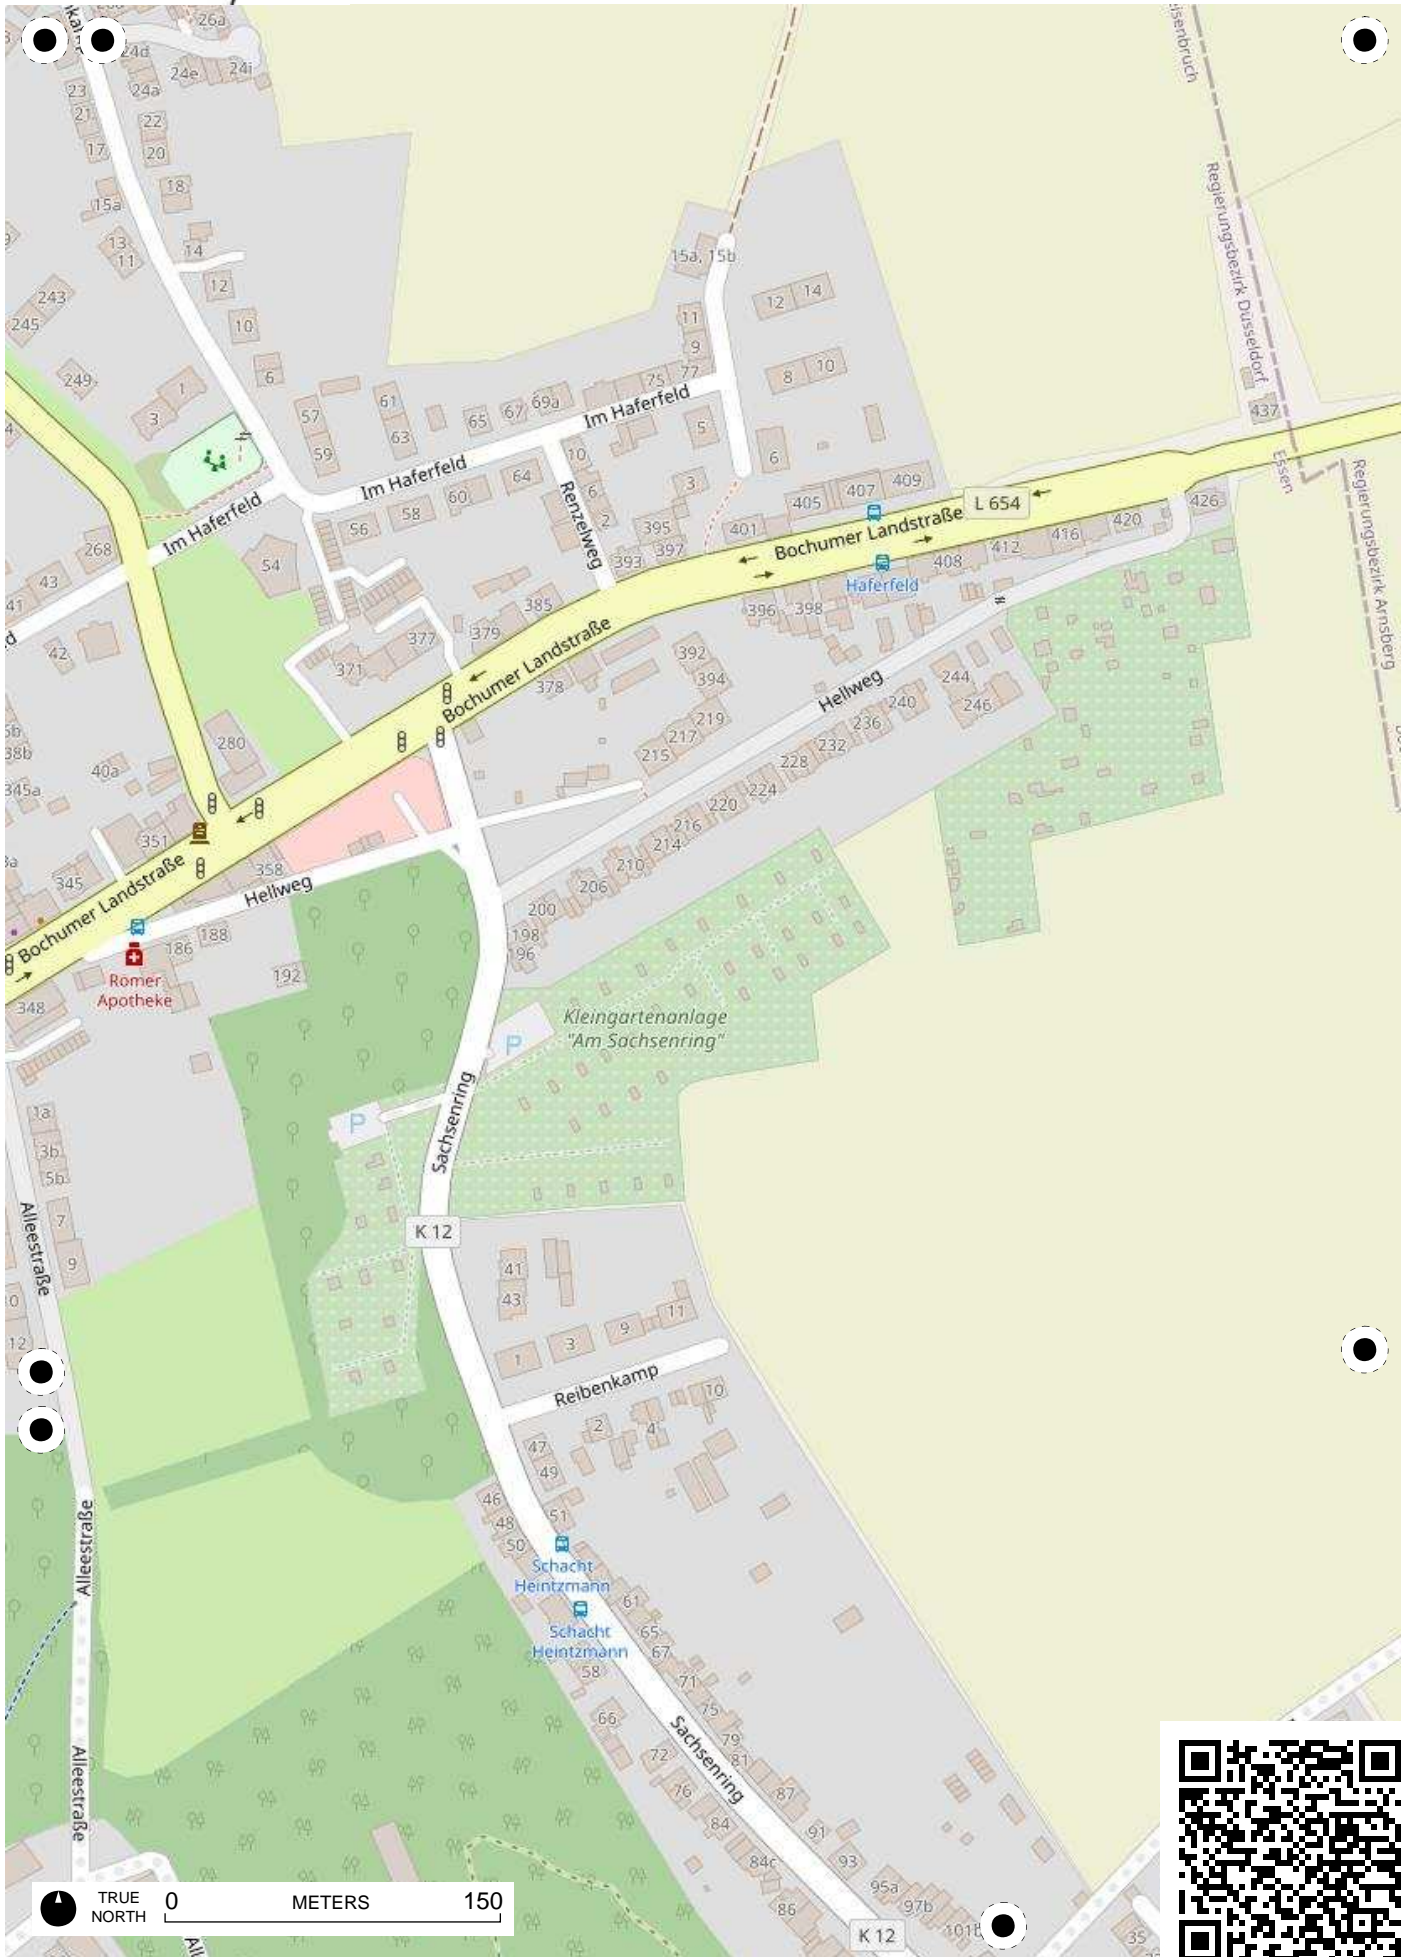 26a
24d
24e
24i
23
24a
21
22
17
20
18
15a
13
11
14
12
10
6
243
245
249
1
3
eisenbruch
Regierungsbezirk Düsseldorf
Essen
Regierungsbezirk Arnsberg
15a, 15b
12
14
11
9
8
10
75
77
5
6
57
59
61
63
65
67
69a
Im Haferfeld
Im Haferfeld
Im Haferfeld
56
58
60
64
10
6
2
Renzelweg
3
395
397
393
401
405
407
409
437
L 654
Bochumer Landstraße
Haferfeld
396
398
408
412
416
420
426
268
54
43
41
42
385
379
377
371
Bochumer Landstraße
378
392
394
219
217
215
Hellweg
244
246
240
236
232
228
224
220
216
214
210
206
200
198
196
280
40a
38b
345a
351
345
358
Bochumer Landstraße
Hellweg
186
188
192
Römer
Apotheke
348
Kleingartenanlage
"Am Sachsenring"
P
P
Sachsenring
1a
3b
5b
7
9
12
Alleestraße
K 12
41
43
1
3
9
11
Reibenkamp
2
4
10
47
49
46
48
50
51
Schacht
Heintzmann
Schacht
Heintzmann
61
65
67
58
66
71
75
79
81
72
76
Sachsenring
84
87
91
84c
93
86
95a
97b
101b
35
K 12
Alleestraße
Alleestraße
TRUE
NORTH
0 METERS 150